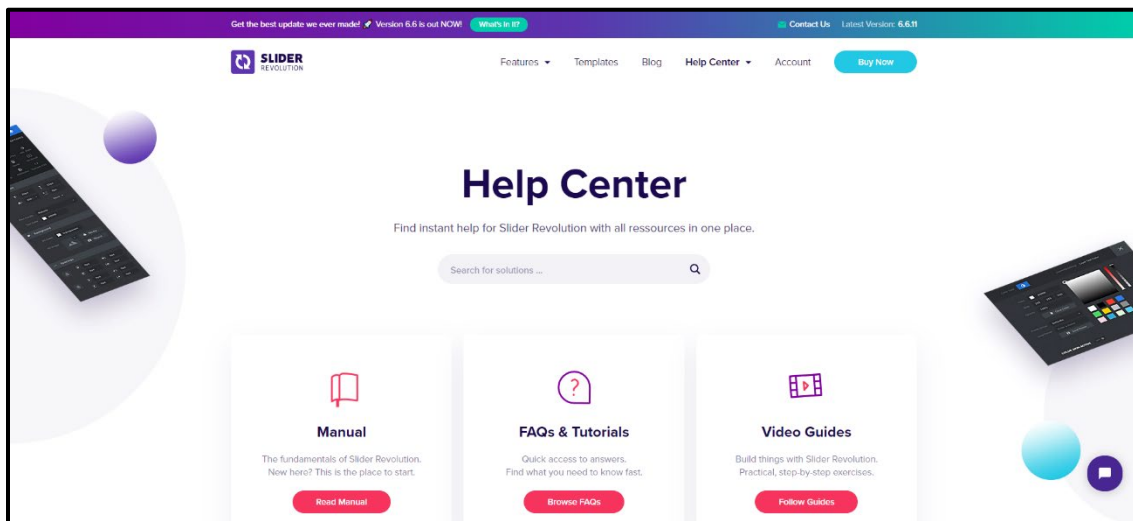 Get the best update we ever made! 🚀 Version 6.6 is out NOW! What's in it? Contact Us Latest Version: 6.6.11
SLIDER
REVOLUTION
Features Templates Blog Help Center Account Buy Now
Help Center
Find instant help for Slider Revolution with all ressources in one place.
Search for solutions ...
Manual
The fundamentals of Slider Revolution.
New here? This is the place to start.
Read Manual
FAQs & Tutorials
Quick access to answers.
Find what you need to know fast.
Browse FAQs
Video Guides
Build things with Slider Revolution.
Practical, step-by-step exercises.
Follow Guides